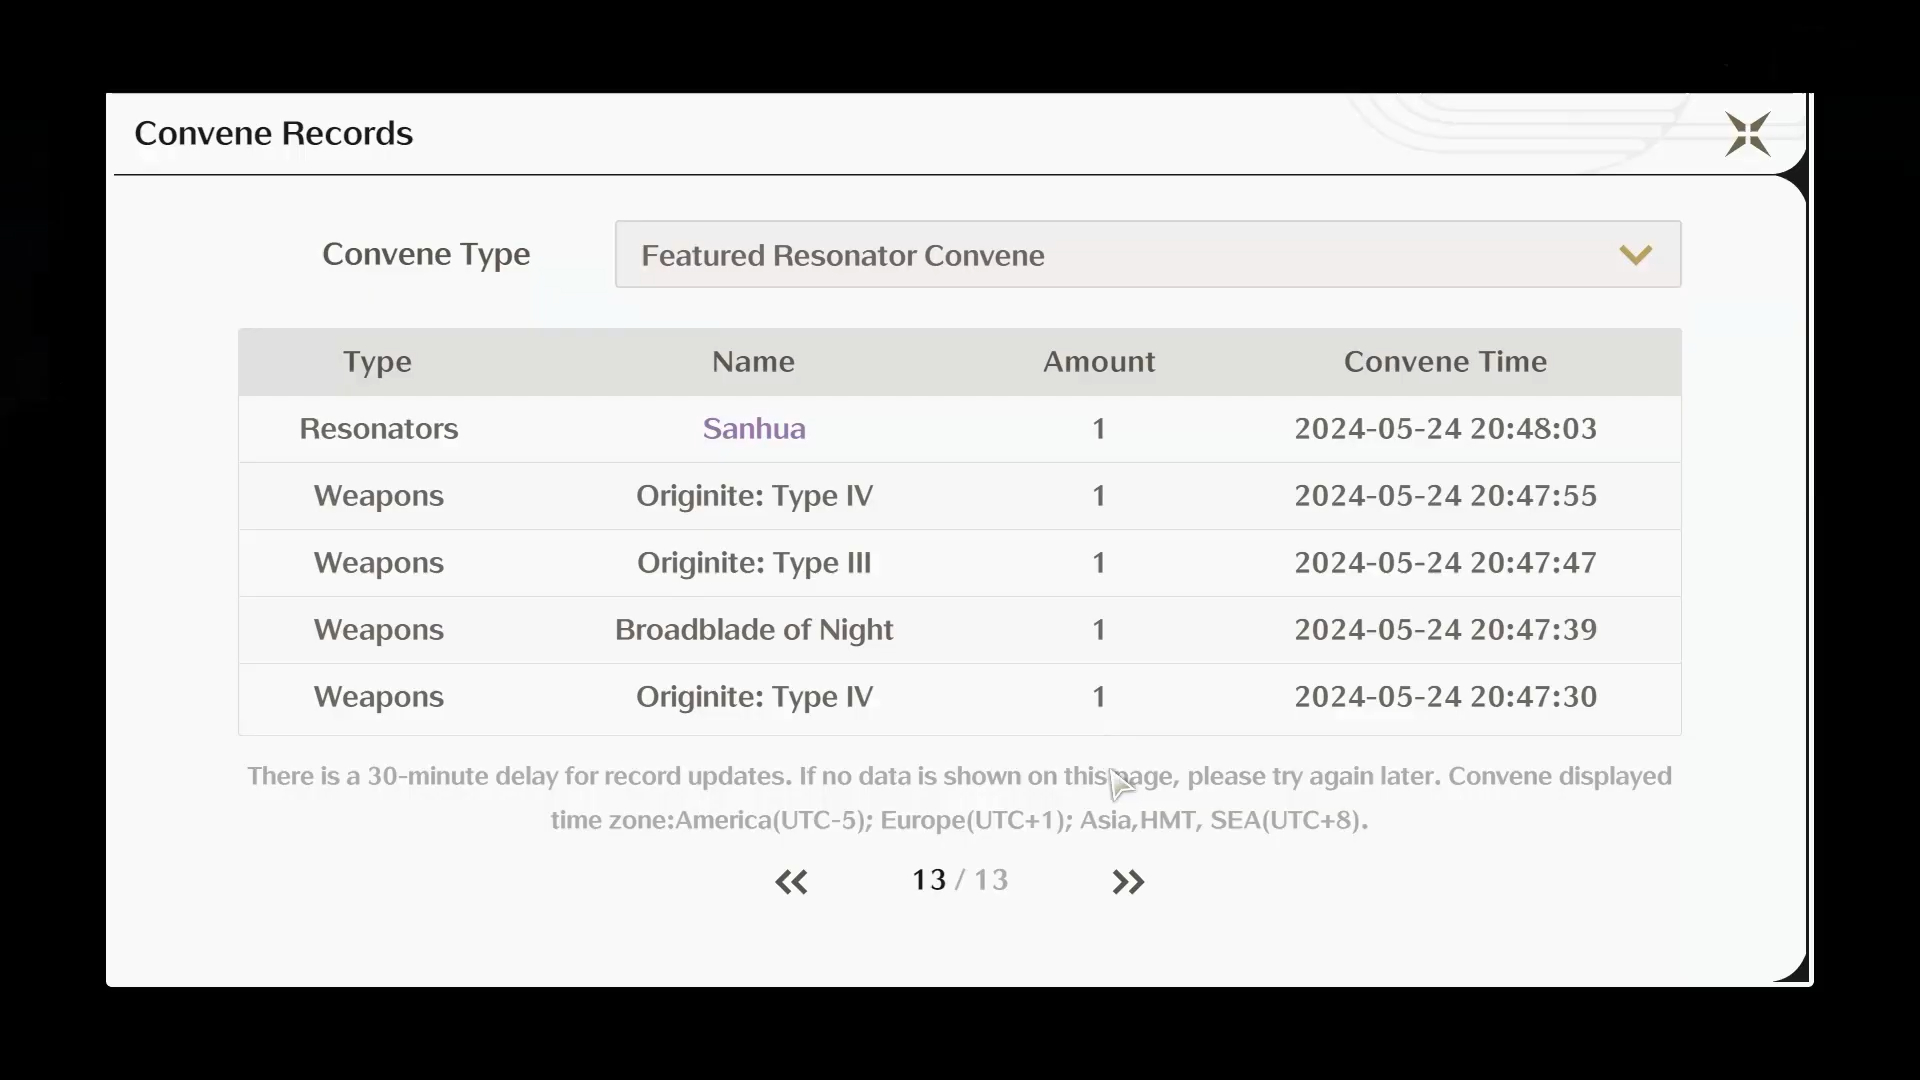 Convene Records
Convene Type Featured Resonator Convene
Type Name Amount Convene Time
Resonators Sanhua 1 2024-05-24 20:48:03
Weapons Originite: Type IV 1 2024-05-24 20:47:55
Weapons Originite: Type III 1 2024-05-24 20:47:47
Weapons Broadblade of Night 1 2024-05-24 20:47:39
Weapons Originite: Type IV 1 2024-05-24 20:47:30
There is a 30-minute delay for record updates. If no data is shown on this page, please try again later. Convene displayed
time zone:America(UTC-5); Europe(UTC+1); Asia,HMT, SEA(UTC+8).
13 / 13